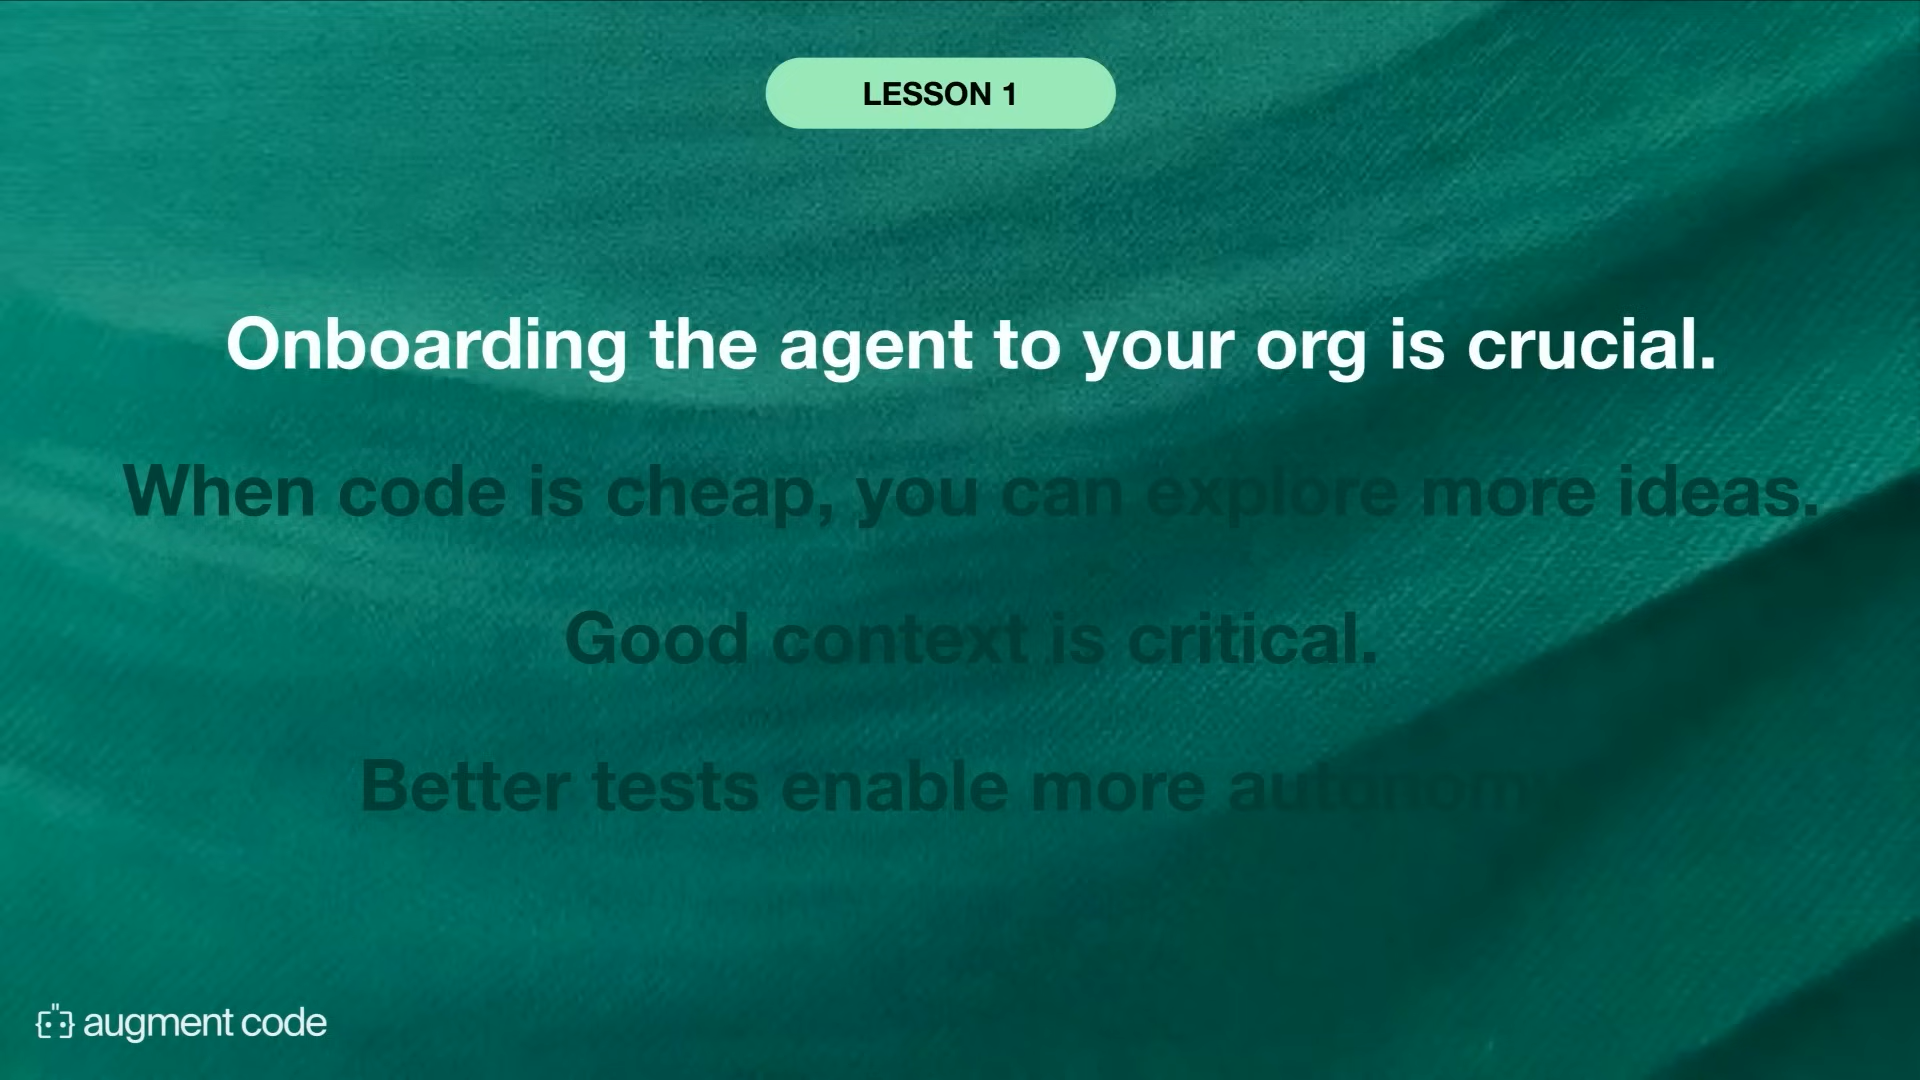 LESSON 1
Onboarding the agent to your org is crucial.
When code is cheap, you can explore more ideas.
Good context is critical.
Better tests enable more autonomy
augment code